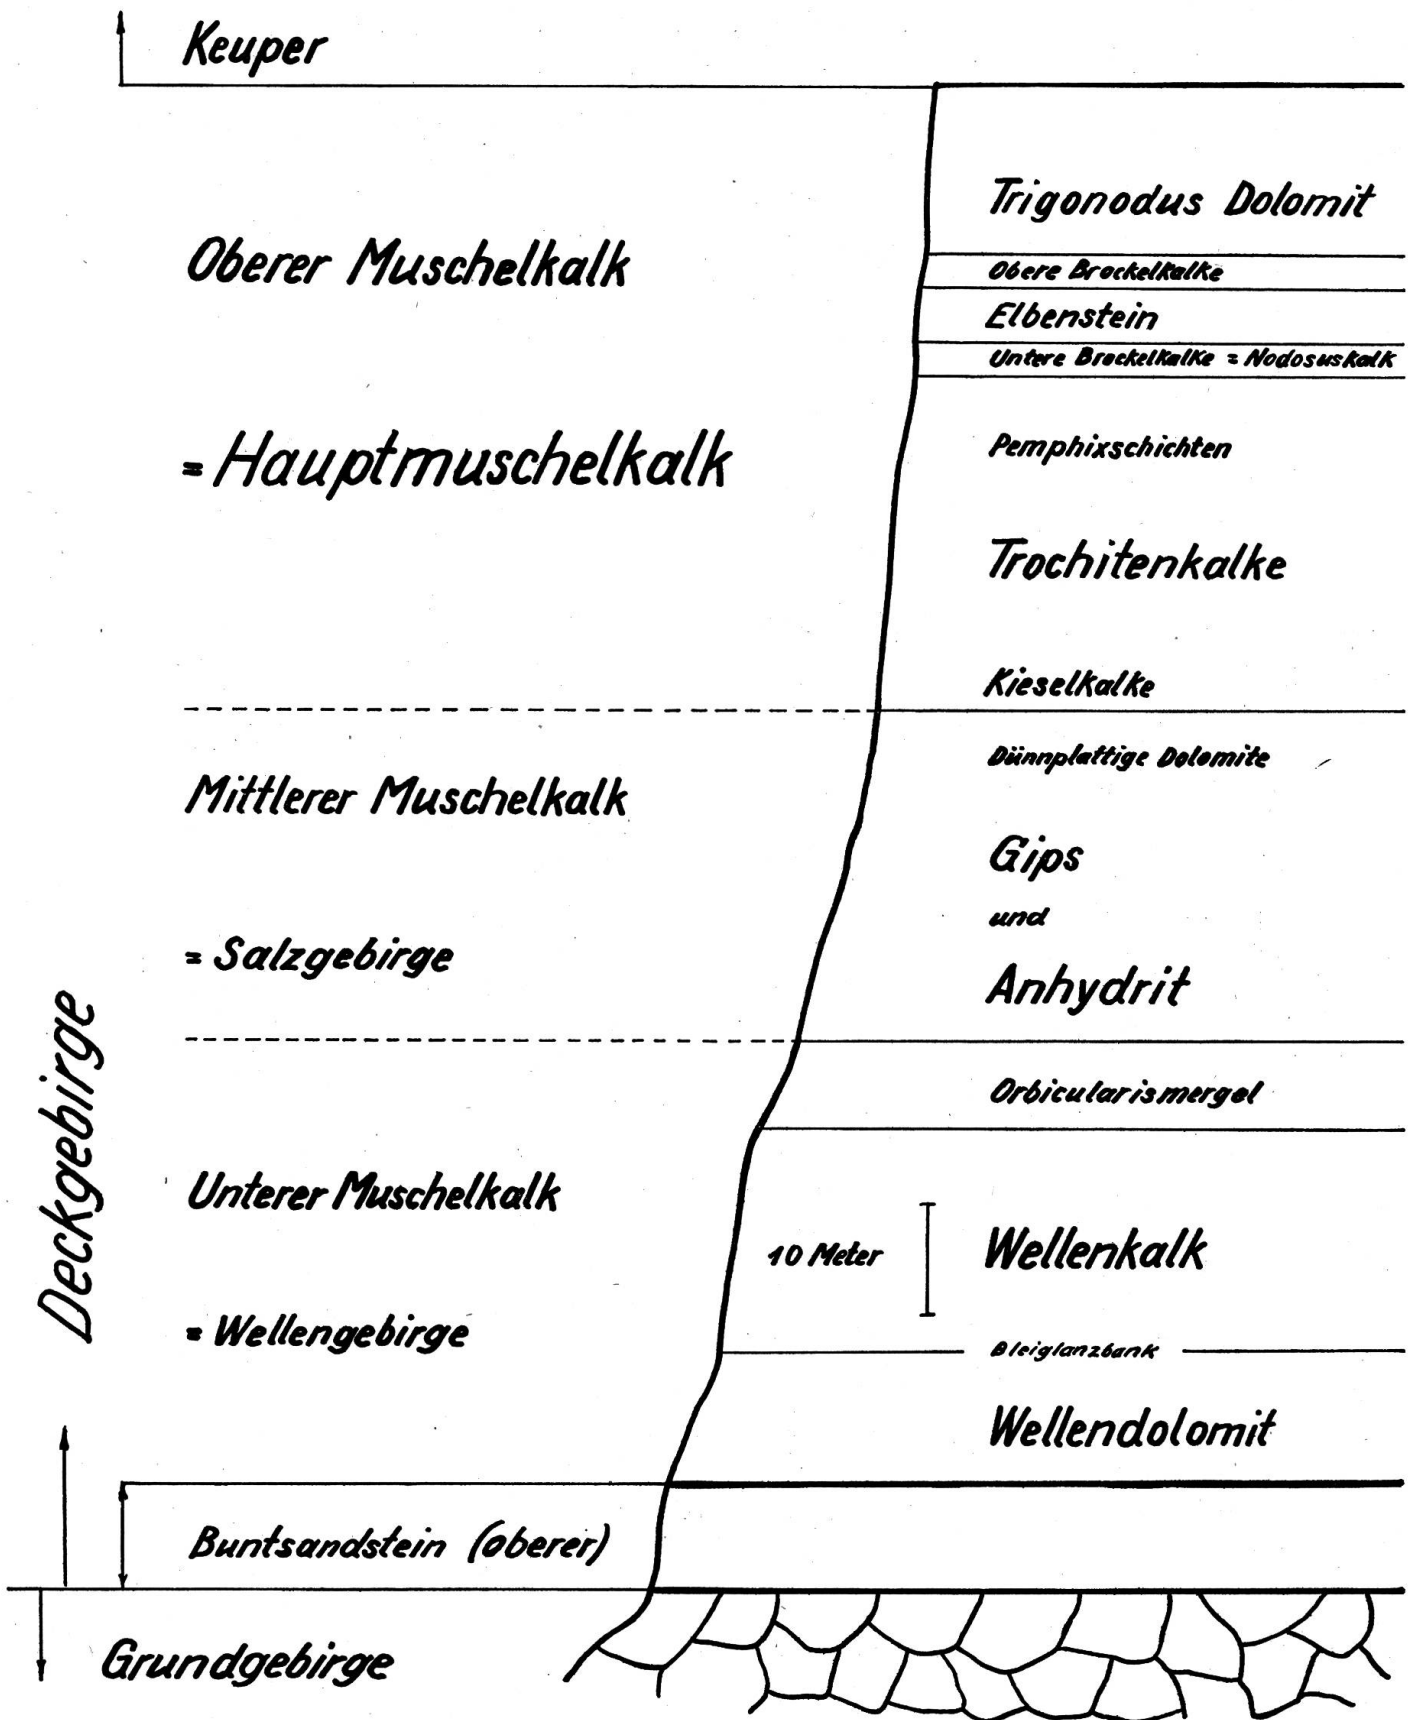 Keuper
Oberer Muschelkalk
= Hauptmuschelkalk
Trigonodus Dolomit
Obere Brockelkalke
Elbenstein
Untere Brockelkalke = Nodosuskalk
Pemphixschichten
Trochitenkalke
Kieselkalke
Mittlerer Muschelkalk
= Salzgebirge
Dünnplattige Dolomite
Gips
und
Anhydrit
Deckgebirge
Unterer Muschelkalk
= Wellengebirge
Orbicularismergel
10 Meter
Wellenkalk
Bleiglanzbank
Wellendolomit
Buntsandstein (oberer)
Grundgebirge